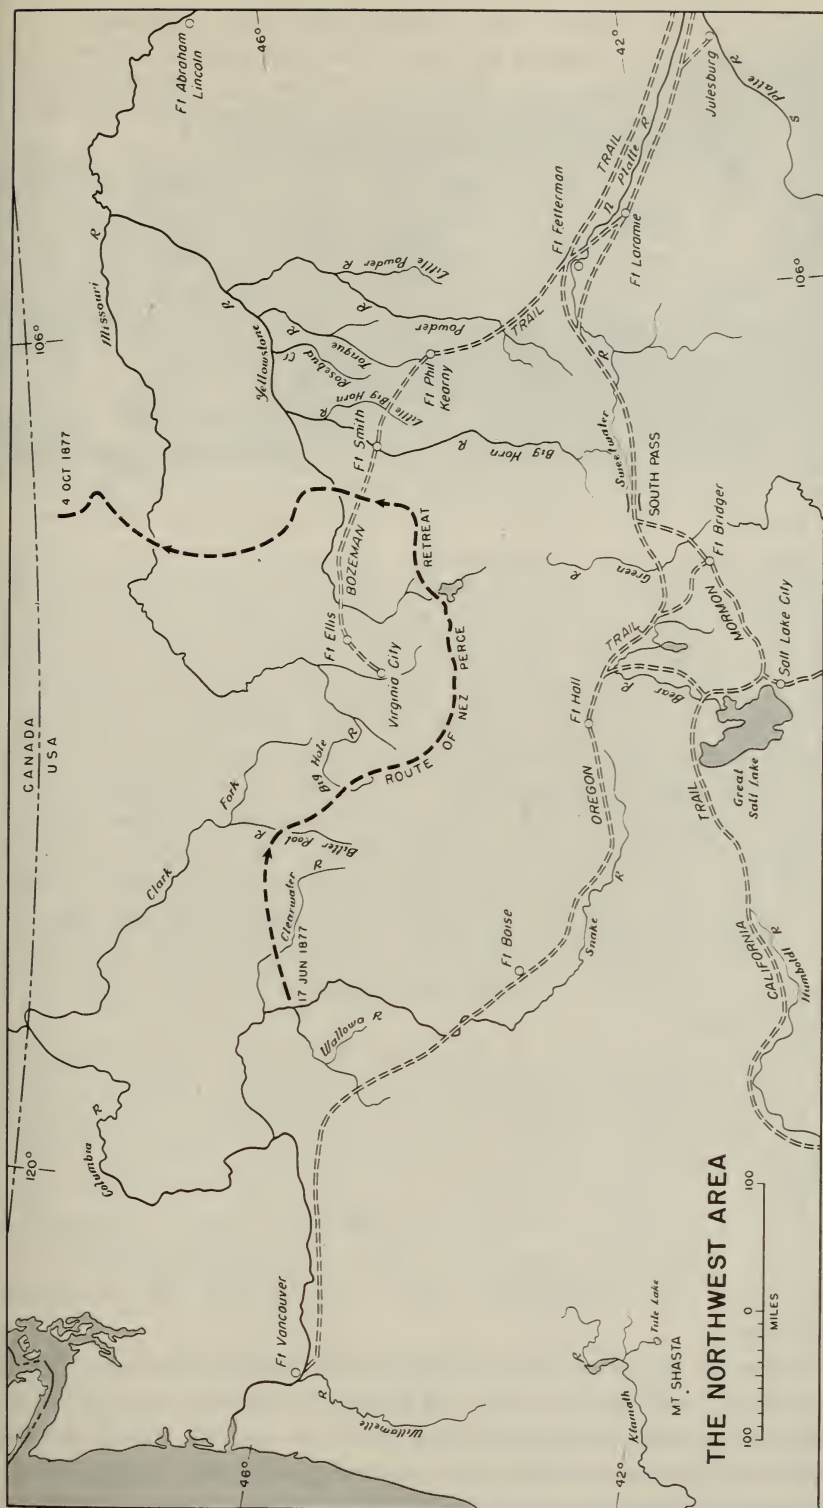 CANADA
USA
120°
106°
46°
46°
42°
42°
106°
Columbia R
Clark Fork
Missouri R
4 OCT 1877
Ft Abraham
Lincoln
Ft Vancouver
Willamette R
Wallowa R
17 JUN 1877
Clearwater R
Bitter Root R
Big Hole R
ROUTE OF NEZ PERCE RETREAT
Virginia City
Ft Ellis
BOZEMAN TRAIL
Yellowstone R
Ft Smith
Big Horn R
Little Big Horn R
Rosebud Cr
Tongue R
Ft Phil
Kearny
Powder R
Little Powder R
Ft Boise
Snake R
OREGON TRAIL
Ft Hall
Bear R
Green R
Sweetwater R
SOUTH PASS
Ft Fetterman
N Platte R
TRAIL
Ft Laramie
Julesburg
S Platte R
Ft Bridger
MORMON
Salt Lake City
Great
Salt Lake
CALIFORNIA TRAIL
Humboldt R
Klamath R
Tule Lake
MT. SHASTA
THE NORTHWEST AREA
100 0 100
MILES